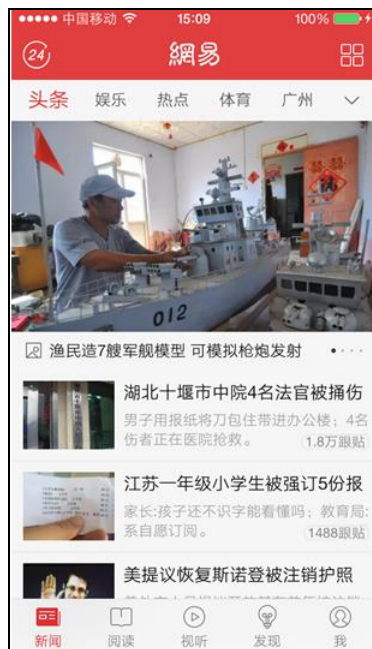 中国移动 15:09 100%
24 網易
头条 娱乐 热点 体育 广州
012
渔民造7艘军舰模型 可模拟枪炮发射
湖北十堰市中院4名法官被捅伤
男子用报纸将刀包住带进办公楼；4名
伤者正在医院抢救。 1.8万跟贴
江苏一年级小学生被强订5份报
家长:孩子还不识字能看懂吗；教育局:
系自愿订阅。 1488跟贴
美提议恢复斯诺登被注销护照
新闻 阅读 视听 发现 我